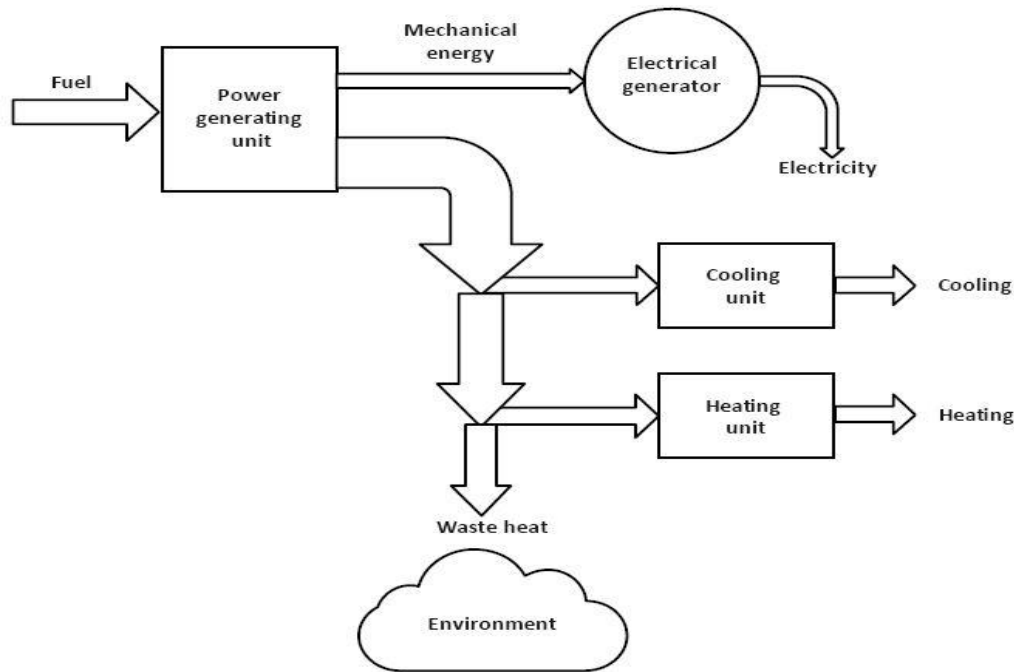 Mechanical
energy
Fuel
Electrical
generator
Power
generating
unit
Electricity
Cooling
unit
Cooling
Heating
unit
Heating
Waste heat
Environment